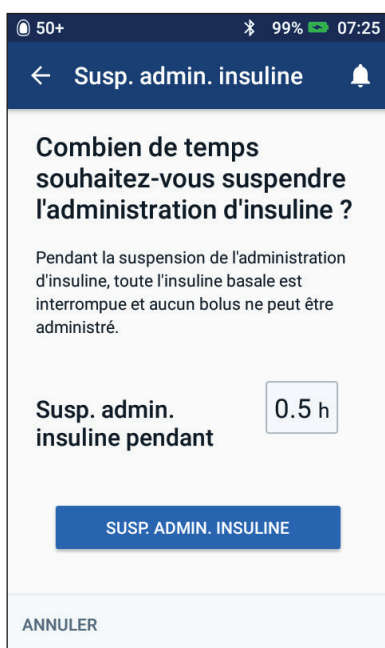 50+ 99% 07:25
Susp. admin. insuline
Combien de temps
souhaitez-vous suspendre
l'administration d'insuline ?
Pendant la suspension de l'administration
d'insuline, toute l'insuline basale est
interrompue et aucun bolus ne peut être
administré.
Susp. admin.
insuline pendant
0.5 h
SUSP. ADMIN. INSULINE
ANNULER